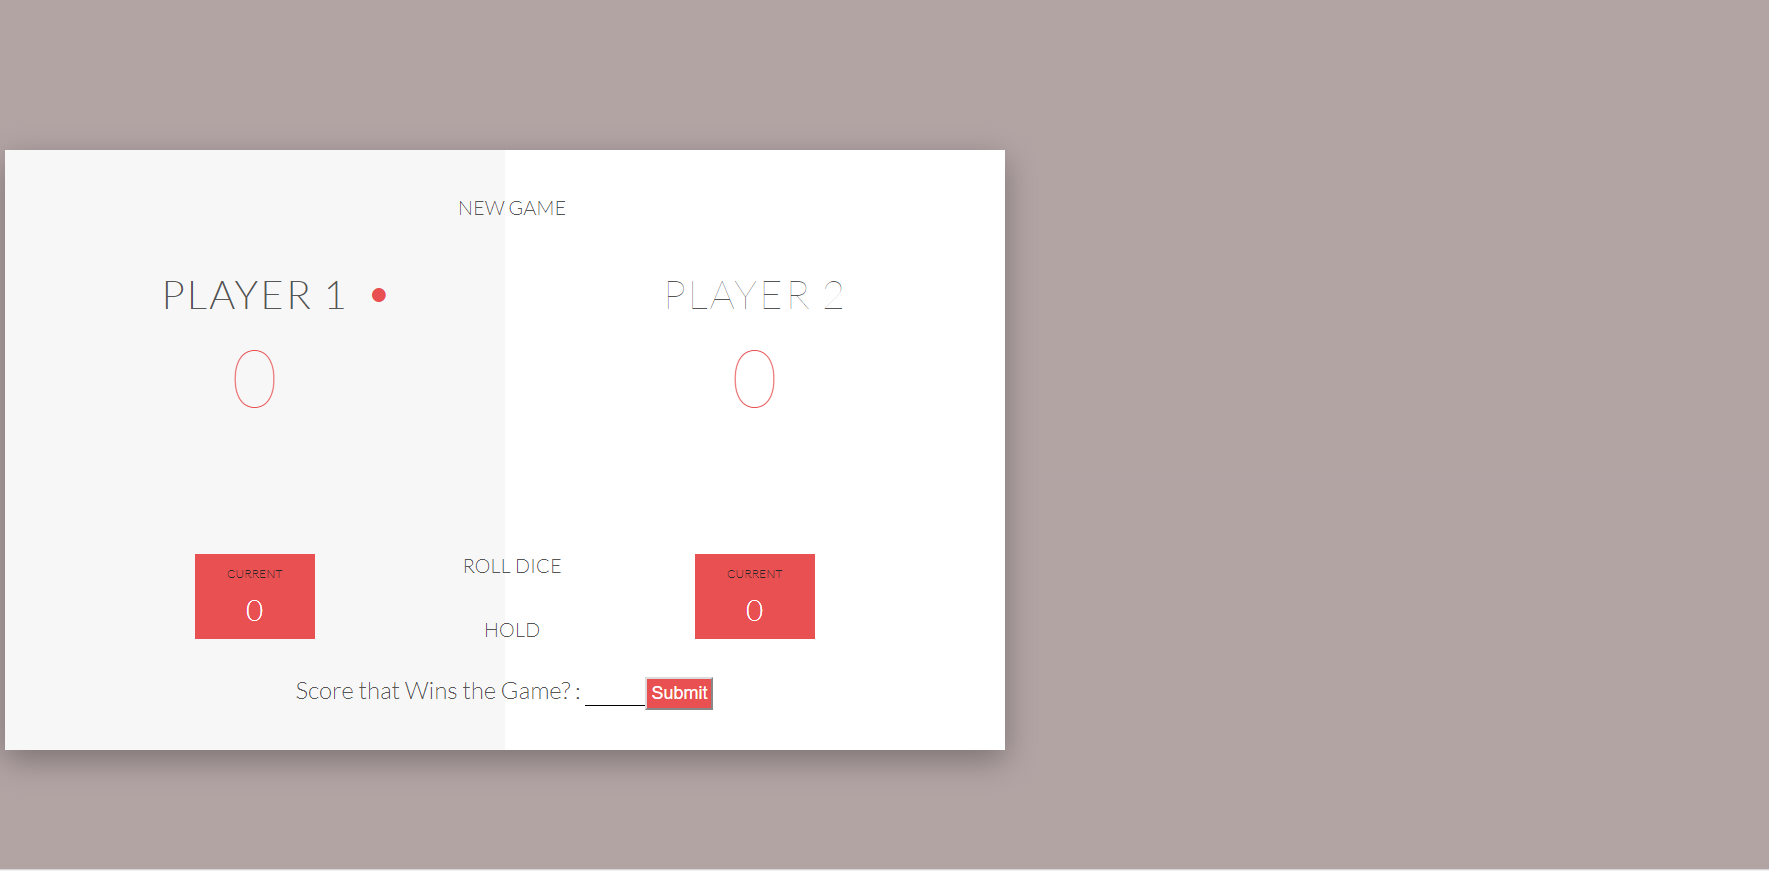 NEW GAME
PLAYER 1
PLAYER 2
0
0
CURRENT
0
ROLL DICE
CURRENT
0
HOLD
Score that Wins the Game? :
Submit